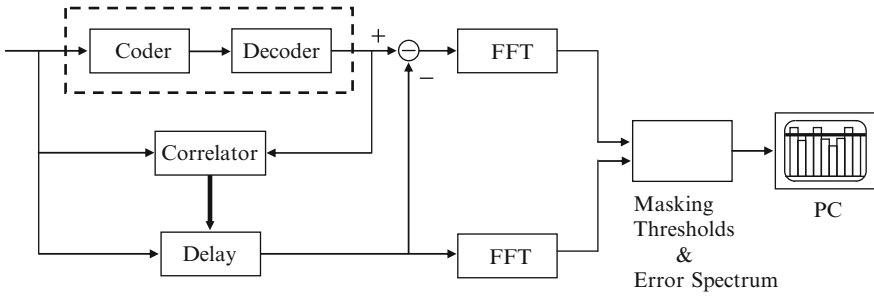 Coder
Decoder
+
−
−
FFT
Correlator
Delay
FFT
Masking
Thresholds
&
Error Spectrum
PC